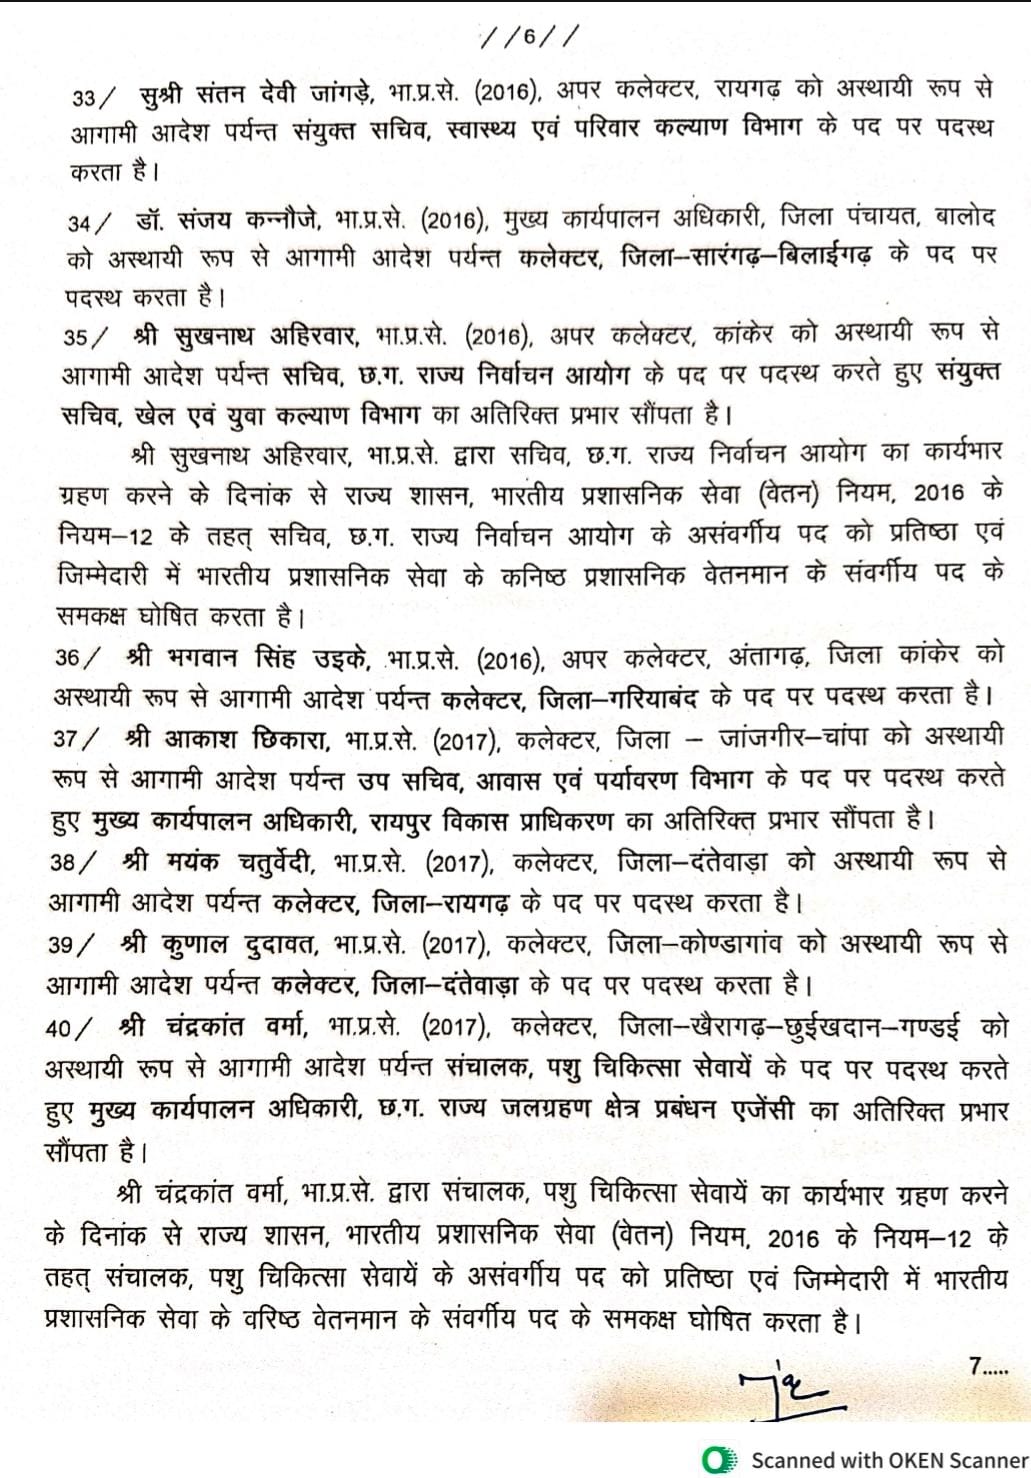 //6//
33/ सुश्री संतन देवी जांगड़े, भा.प्र.से. (2016), अपर कलेक्टर, रायगढ़ को अस्थायी रूप से
आगामी आदेश पर्यन्त संयुक्त सचिव, स्वास्थ्य एवं परिवार कल्याण विभाग के पद पर पदस्थ
करता है।
34/ डॉ. संजय कन्नौजे, भा.प्र.से. (2016), मुख्य कार्यपालन अधिकारी, जिला पंचायत, बालोद
को अस्थायी रूप से आगामी आदेश पर्यन्त कलेक्टर, जिला–सारंगढ़–बिलाईगढ़ के पद पर
पदस्थ करता है।
35/ श्री सुखनाथ अहिरवार, भा.प्र.से. (2016), अपर कलेक्टर, कांकेर को अस्थायी रूप से
आगामी आदेश पर्यन्त सचिव, छ.ग. राज्य निर्वाचन आयोग के पद पर पदस्थ करते हुए संयुक्त
सचिव, खेल एवं युवा कल्याण विभाग का अतिरिक्त प्रभार सौंपता है।
श्री सुखनाथ अहिरवार, भा.प्र.से. द्वारा सचिव, छ.ग. राज्य निर्वाचन आयोग का कार्यभार
ग्रहण करने के दिनांक से राज्य शासन, भारतीय प्रशासनिक सेवा (वेतन) नियम, 2016 के
नियम–12 के तहत् सचिव, छ.ग. राज्य निर्वाचन आयोग के असंवर्गीय पद को प्रतिष्ठा एवं
जिम्मेदारी में भारतीय प्रशासनिक सेवा के कनिष्ठ प्रशासनिक वेतनमान के संवर्गीय पद के
समकक्ष घोषित करता है।
36/ श्री भगवान सिंह उइके, भा.प्र.से. (2016), अपर कलेक्टर, अंतागढ़, जिला कांकेर को
अस्थायी रूप से आगामी आदेश पर्यन्त कलेक्टर, जिला–गरियाबंद के पद पर पदस्थ करता है।
37/ श्री आकाश छिकारा, भा.प्र.से. (2017), कलेक्टर, जिला – जांजगीर–चांपा को अस्थायी
रूप से आगामी आदेश पर्यन्त उप सचिव, आवास एवं पर्यावरण विभाग के पद पर पदस्थ करते
हुए मुख्य कार्यपालन अधिकारी, रायपुर विकास प्राधिकरण का अतिरिक्त प्रभार सौंपता है।
38/ श्री मयंक चतुर्वेदी, भा.प्र.से. (2017), कलेक्टर, जिला–दंतेवाड़ा को अस्थायी रूप से
आगामी आदेश पर्यन्त कलेक्टर, जिला–रायगढ़ के पद पर पदस्थ करता है।
39/ श्री कुणाल दुदावत, भा.प्र.से. (2017), कलेक्टर, जिला–कोण्डागांव को अस्थायी रूप से
आगामी आदेश पर्यन्त कलेक्टर, जिला–दंतेवाड़ा के पद पर पदस्थ करता है।
40/ श्री चंद्रकांत वर्मा, भा.प्र.से. (2017), कलेक्टर, जिला–खैरागढ़–छुईखदान–गण्डई को
अस्थायी रूप से आगामी आदेश पर्यन्त संचालक, पशु चिकित्सा सेवायें के पद पर पदस्थ करते
हुए मुख्य कार्यपालन अधिकारी, छ.ग. राज्य जलग्रहण क्षेत्र प्रबंधन एजेंसी का अतिरिक्त प्रभार
सौंपता है।
श्री चंद्रकांत वर्मा, भा.प्र.से. द्वारा संचालक, पशु चिकित्सा सेवायें का कार्यभार ग्रहण करने
के दिनांक से राज्य शासन, भारतीय प्रशासनिक सेवा (वेतन) नियम, 2016 के नियम–12 के
तहत् संचालक, पशु चिकित्सा सेवायें के असंवर्गीय पद को प्रतिष्ठा एवं जिम्मेदारी में भारतीय
प्रशासनिक सेवा के वरिष्ठ वेतनमान के संवर्गीय पद के समकक्ष घोषित करता है।
7.....
Scanned with OKEN Scanner